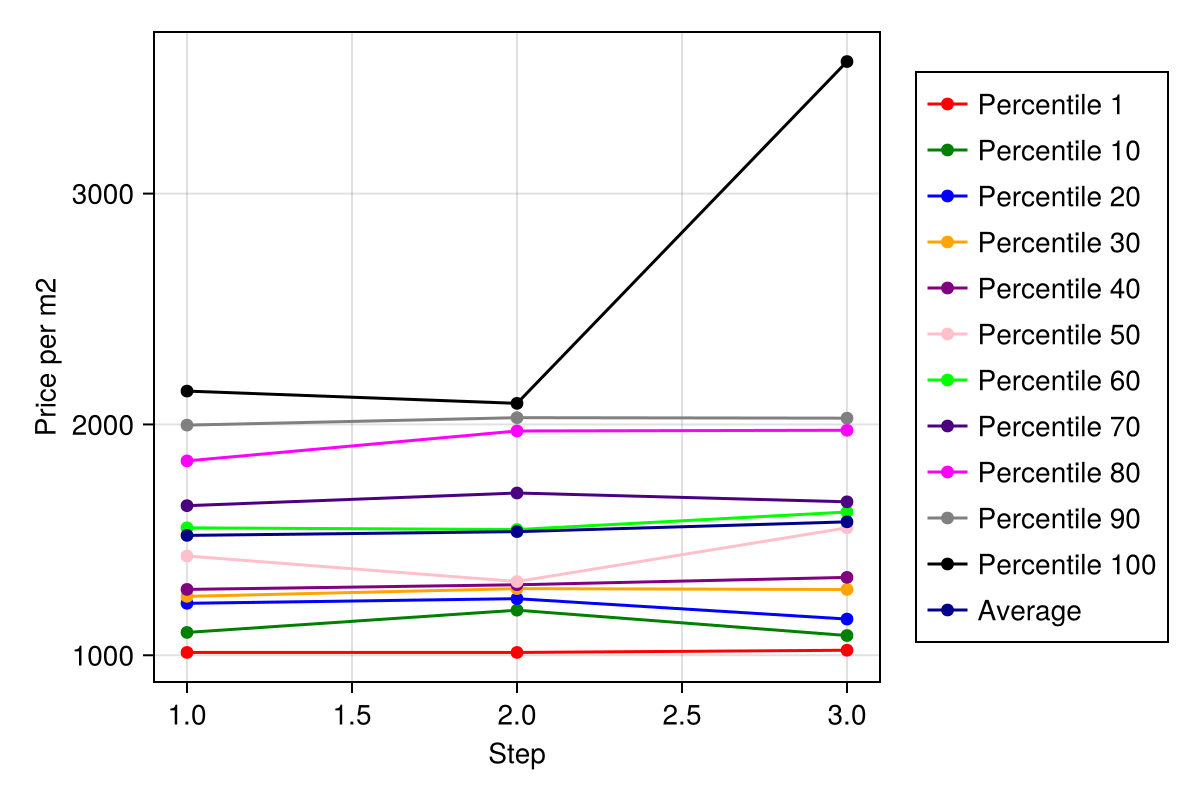 Price per m2
3000
2000
1000
1.0 1.5 2.0 2.5 3.0
Step
Percentile 1
Percentile 10
Percentile 20
Percentile 30
Percentile 40
Percentile 50
Percentile 60
Percentile 70
Percentile 80
Percentile 90
Percentile 100
Average